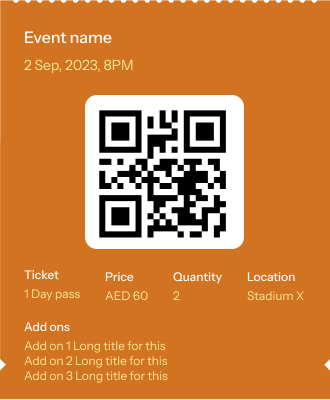 Event name
2 Sep, 2023, 8PM
Ticket Price Quantity Location
1 Day pass AED 60 2 Stadium X
Add ons
Add on 1 Long title for this
Add on 2 Long title for this
Add on 3 Long title for this